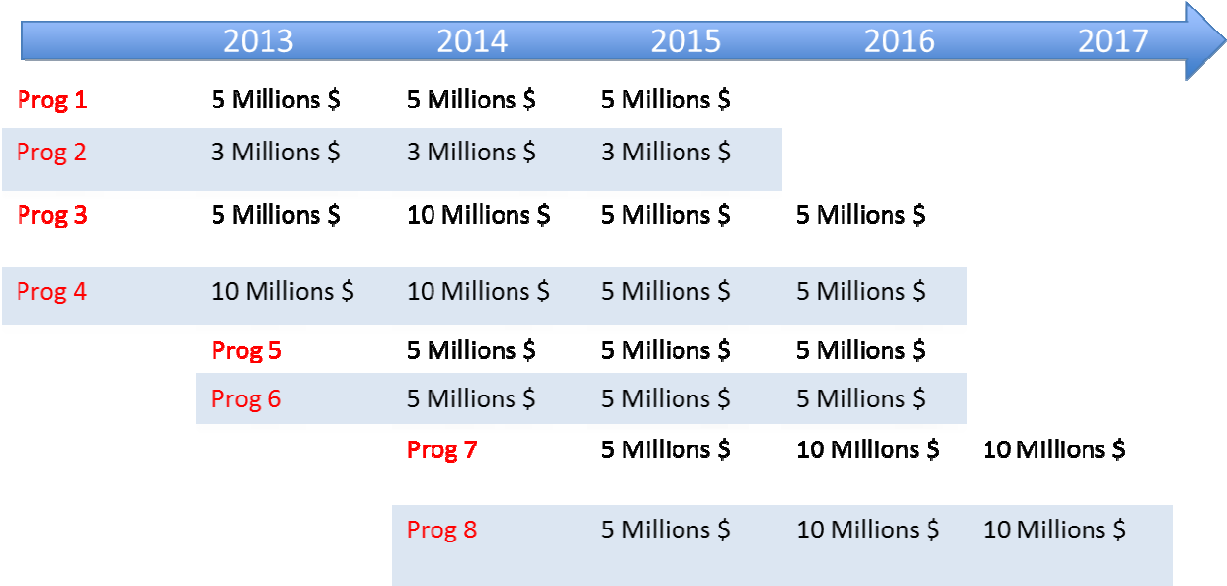 2013 2014 2015 2016 2017
Prog 1 5 Millions $ 5 Millions $ 5 Millions $
Prog 2 3 Millions $ 3 Millions $ 3 Millions $
Prog 3 5 Millions $ 10 Millions $ 5 Millions $ 5 Millions $
Prog 4 10 Millions $ 10 Millions $ 5 Millions $ 5 Millions $
Prog 5 5 Millions $ 5 Millions $ 5 Millions $
Prog 6 5 Millions $ 5 Millions $ 5 Millions $
Prog 7 5 Millions $ 10 Millions $ 10 Millions $
Prog 8 5 Millions $ 10 Millions $ 10 Millions $